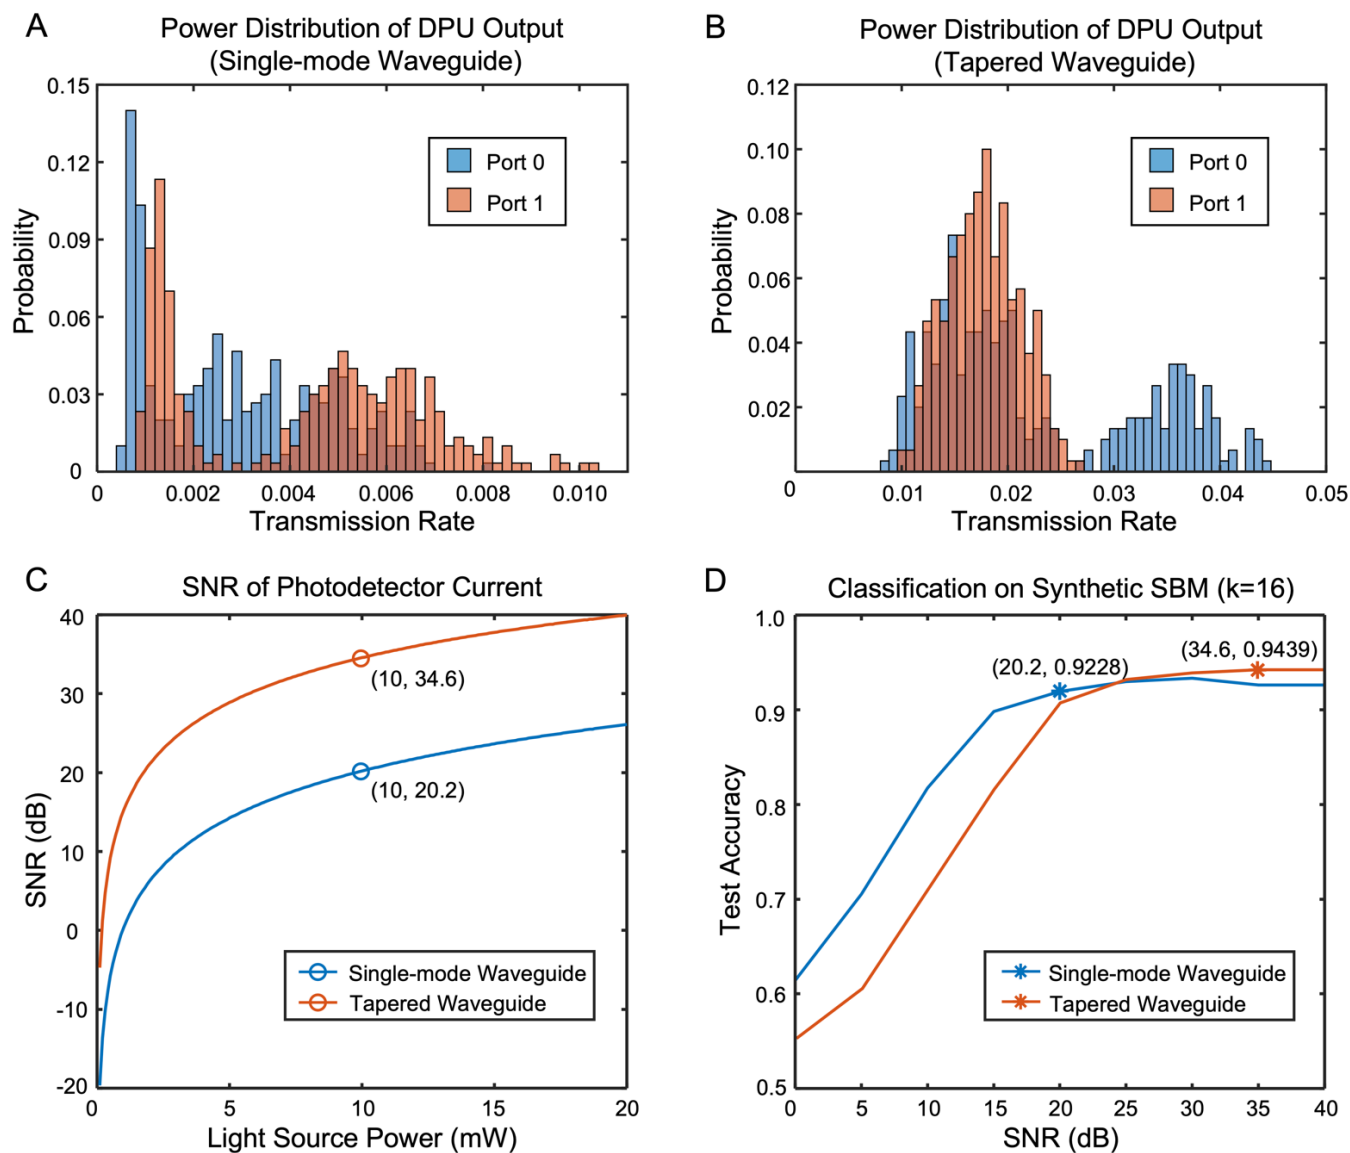 A
Power Distribution of DPU Output
(Single-mode Waveguide)
0.15
0.12
0.09
0.06
0.03
0
Probability
Port 0
Port 1
0
0.002
0.004
0.006
0.008
0.010
Transmission Rate
B
Power Distribution of DPU Output
(Tapered Waveguide)
0.12
0.10
0.08
0.06
0.04
0.02
Probability
Port 0
Port 1
0
0.01
0.02
0.03
0.04
0.05
Transmission Rate
C
SNR of Photodetector Current
40
30
20
10
0
-10
-20
SNR (dB)
(10, 34.6)
(10, 20.2)
Single-mode Waveguide
Tapered Waveguide
0
5
10
15
20
Light Source Power (mW)
D
Classification on Synthetic SBM (k=16)
1.0
0.9
0.8
0.7
0.6
0.5
Test Accuracy
(20.2, 0.9228)
(34.6, 0.9439)
Single-mode Waveguide
Tapered Waveguide
0
5
10
15
20
25
30
35
40
SNR (dB)